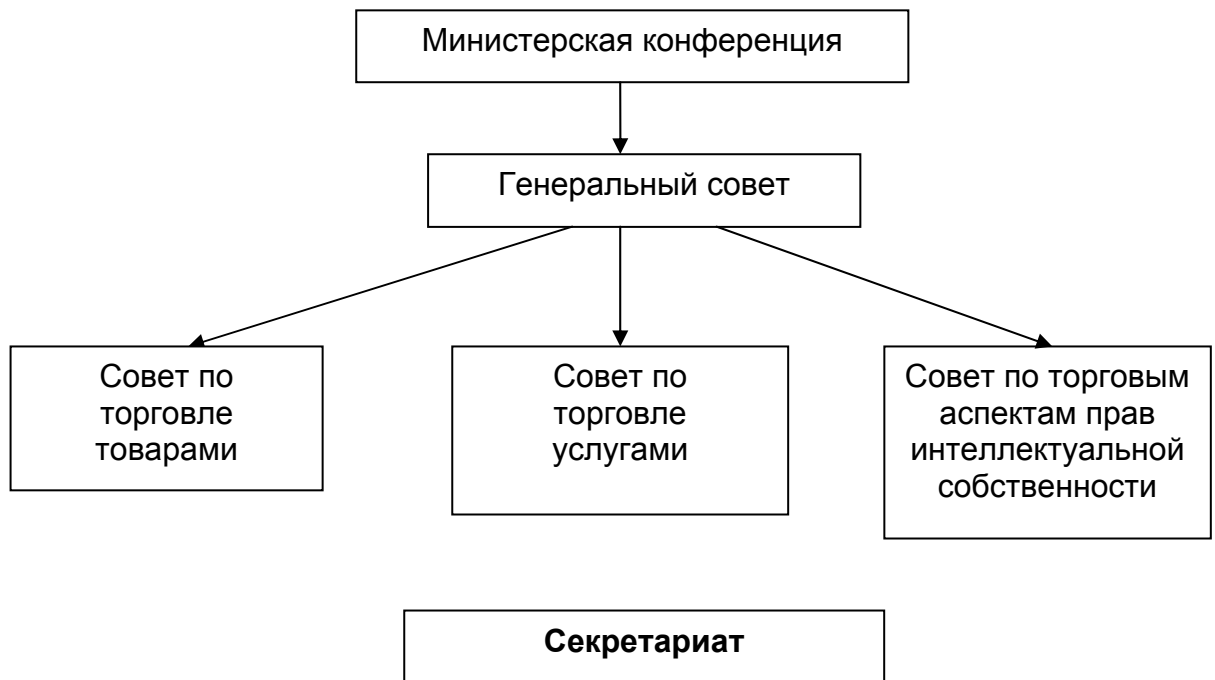 Министерская конференция
Генеральный совет
Совет по
торговле
товарами
Совет по
торговле
услугами
Совет по торговым
аспектам прав
интеллектуальной
собственности
Секретариат